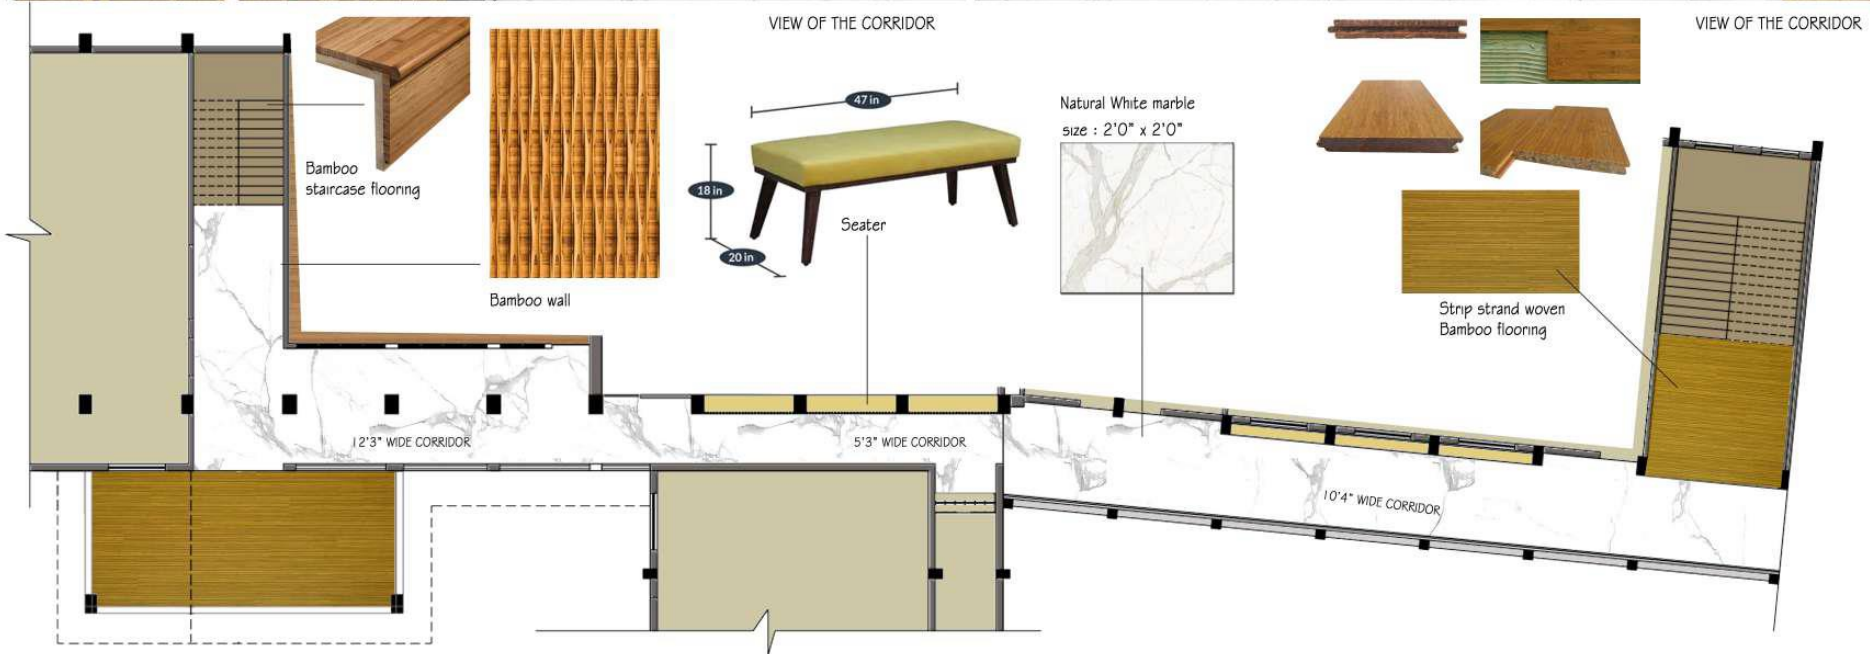 VIEW OF THE CORRIDOR
VIEW OF THE CORRIDOR
47 in
18 in
20 in
Natural White marble
size : 2'0" x 2'0"
Bamboo
staircase flooring
Seater
Bamboo wall
Strip strand woven
Bamboo flooring
12'3" WIDE CORRIDOR
5'3" WIDE CORRIDOR
10'4" WIDE CORRIDOR